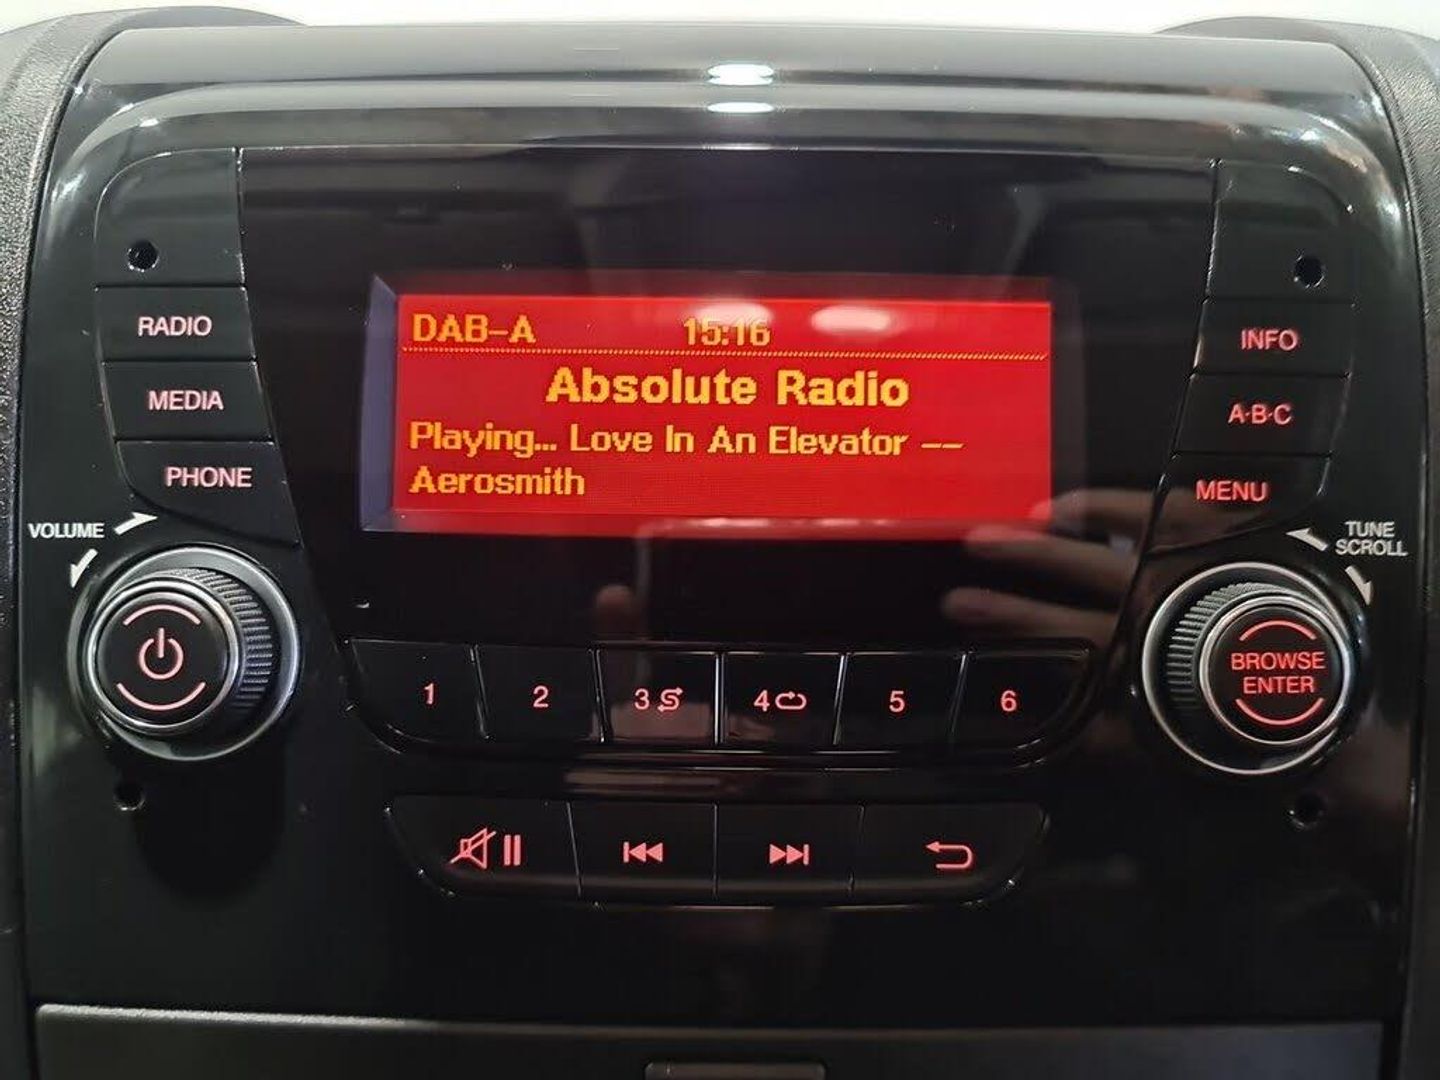 DAB-A 15:16
Absolute Radio
Playing... Love In An Elevator --
Aerosmith
RADIO
MEDIA
PHONE
VOLUME
INFO
A·B·C
MENU
TUNE
SCROLL
BROWSE
ENTER
1 2 3 4 5 6